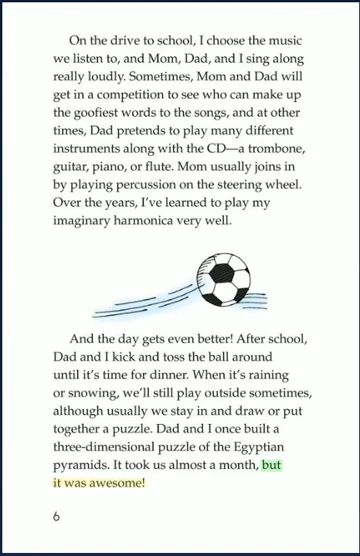 On the drive to school, I choose the music
we listen to, and Mom, Dad, and I sing along
really loudly. Sometimes, Mom and Dad will
get in a competition to see who can make up
the goofiest words to the songs, and at other
times, Dad pretends to play many different
instruments along with the CD—a trombone,
guitar, piano, or flute. Mom usually joins in
by playing percussion on the steering wheel.
Over the years, I’ve learned to play my
imaginary harmonica very well.
And the day gets even better! After school,
Dad and I kick and toss the ball around
until it’s time for dinner. When it’s raining
or snowing, we’ll still play outside sometimes,
although usually we stay in and draw or put
together a puzzle. Dad and I once built a
three-dimensional puzzle of the Egyptian
pyramids. It took us almost a month, but
it was awesome!
6